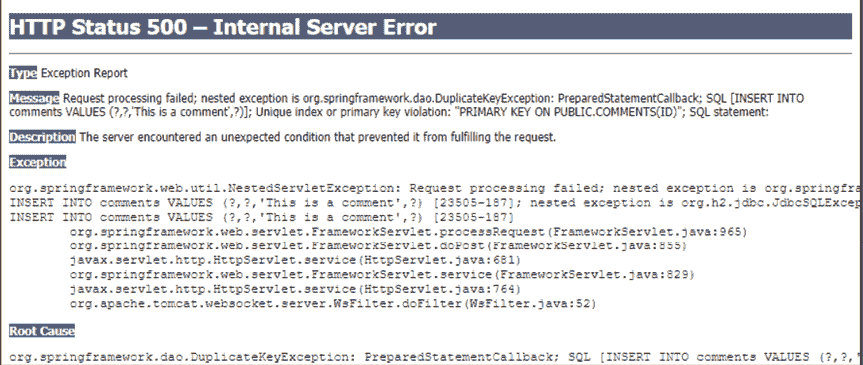 HTTP Status 500 – Internal Server Error
Type Exception Report
Message Request processing failed; nested exception is org.springframework.dao.DuplicateKeyException: PreparedStatementCallback; SQL [INSERT INTO
comments VALUES (?,?,'This is a comment',?)]; Unique index or primary key violation: "PRIMARY KEY ON PUBLIC.COMMENTS(ID)"; SQL statement:
Description The server encountered an unexpected condition that prevented it from fulfilling the request.
Exception
org.springframework.web.util.NestedServletException: Request processing failed; nested exception is org.springfra
INSERT INTO comments VALUES (?,?,'This is a comment',?) [23505-187]; nested exception is org.h2.jdbc.JdbcSQLExcep
INSERT INTO comments VALUES (?,?,'This is a comment',?) [23505-187]
org.springframework.web.servlet.FrameworkServlet.processRequest(FrameworkServlet.java:965)
org.springframework.web.servlet.FrameworkServlet.doPost(FrameworkServlet.java:855)
javax.servlet.http.HttpServlet.service(HttpServlet.java:681)
org.springframework.web.servlet.FrameworkServlet.service(FrameworkServlet.java:829)
javax.servlet.http.HttpServlet.service(HttpServlet.java:764)
org.apache.tomcat.websocket.server.WsFilter.doFilter(WsFilter.java:52)
Root Cause
org.springframework.dao.DuplicateKeyException: PreparedStatementCallback; SQL [INSERT INTO comments VALUES (?,?,'